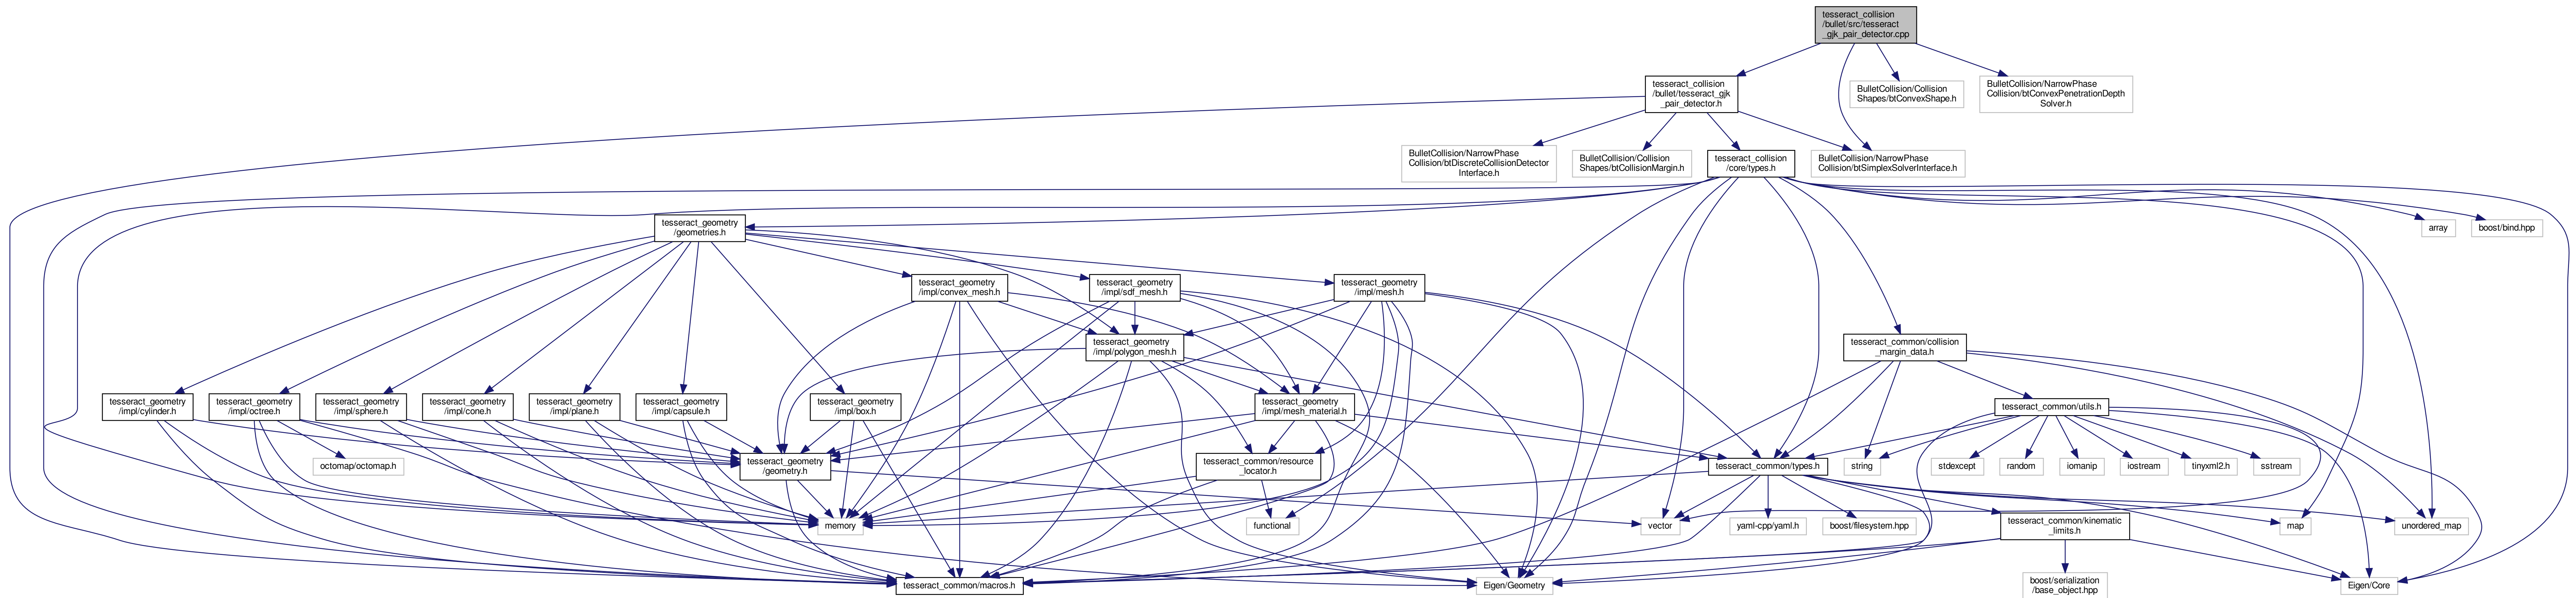 tesseract_collision
/bullet/src/tesseract
_gjk_pair_detector.cpp
tesseract_collision
/bullet/tesseract_gjk
_pair_detector.h
BulletCollision/Collision
Shapes/btConvexShape.h
BulletCollision/NarrowPhase
Collision/btConvexPenetrationDepth
Solver.h
BulletCollision/NarrowPhase
Collision/btDiscreteCollisionDetector
Interface.h
BulletCollision/Collision
Shapes/btCollisionMargin.h
tesseract_collision
/core/types.h
BulletCollision/NarrowPhase
Collision/btSimplexSolverInterface.h
tesseract_geometry
/geometries.h
array
boost/bind.hpp
tesseract_geometry
/impl/convex_mesh.h
tesseract_geometry
/impl/sdf_mesh.h
tesseract_geometry
/impl/mesh.h
tesseract_geometry
/impl/polygon_mesh.h
tesseract_common/collision
_margin_data.h
tesseract_geometry
/impl/cylinder.h
tesseract_geometry
/impl/octree.h
tesseract_geometry
/impl/sphere.h
tesseract_geometry
/impl/cone.h
tesseract_geometry
/impl/plane.h
tesseract_geometry
/impl/capsule.h
tesseract_geometry
/impl/box.h
tesseract_geometry
/impl/mesh_material.h
tesseract_common/utils.h
octomap/octomap.h
tesseract_geometry
/geometry.h
tesseract_common/resource
_locator.h
tesseract_common/types.h
string
stdexcept
random
iomanip
iostream
tinyxml2.h
sstream
memory
functional
vector
yaml-cpp/yaml.h
boost/filesystem.hpp
tesseract_common/kinematic
_limits.h
map
unordered_map
tesseract_common/macros.h
Eigen/Geometry
boost/serialization
/base_object.hpp
Eigen/Core